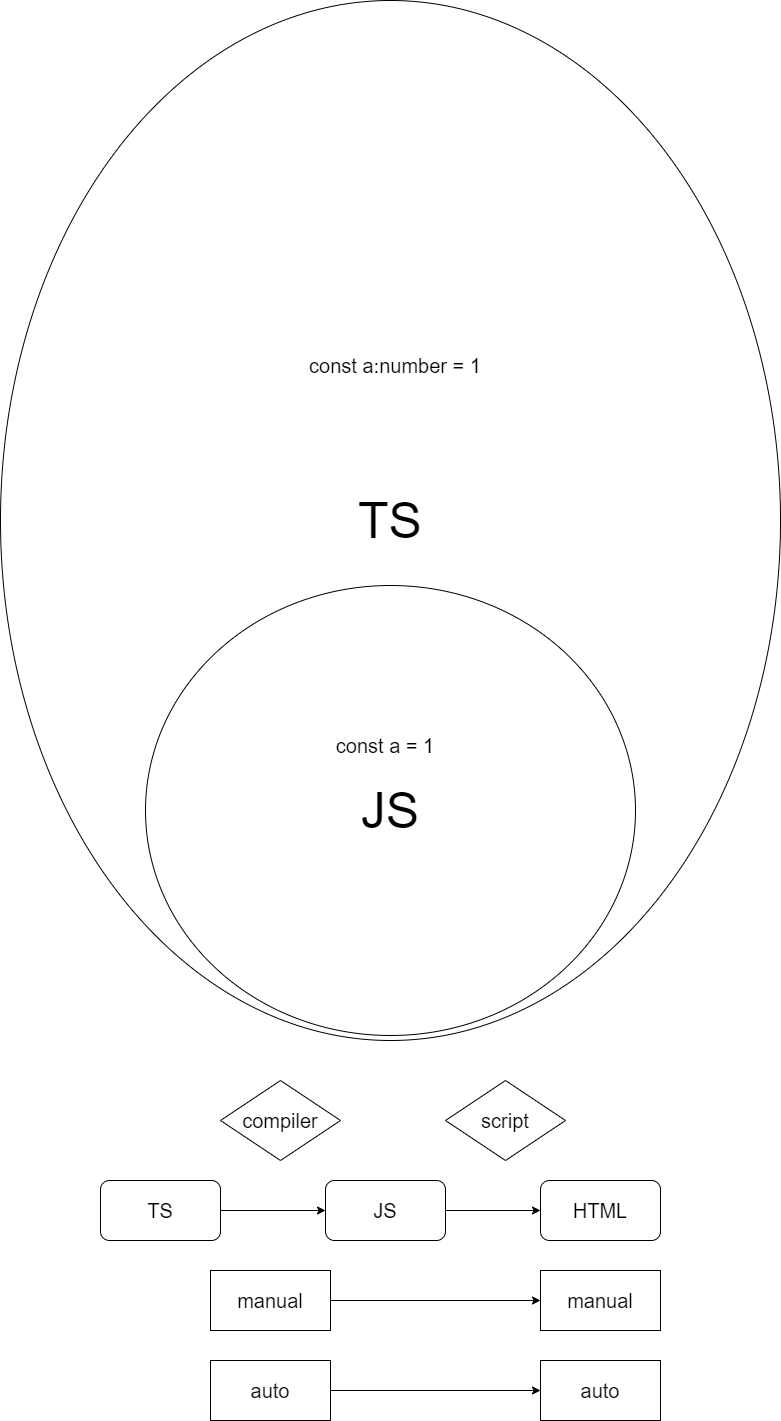 const a:number = 1
TS
const a = 1
JS
compiler
script
TS
JS
HTML
manual
manual
auto
auto